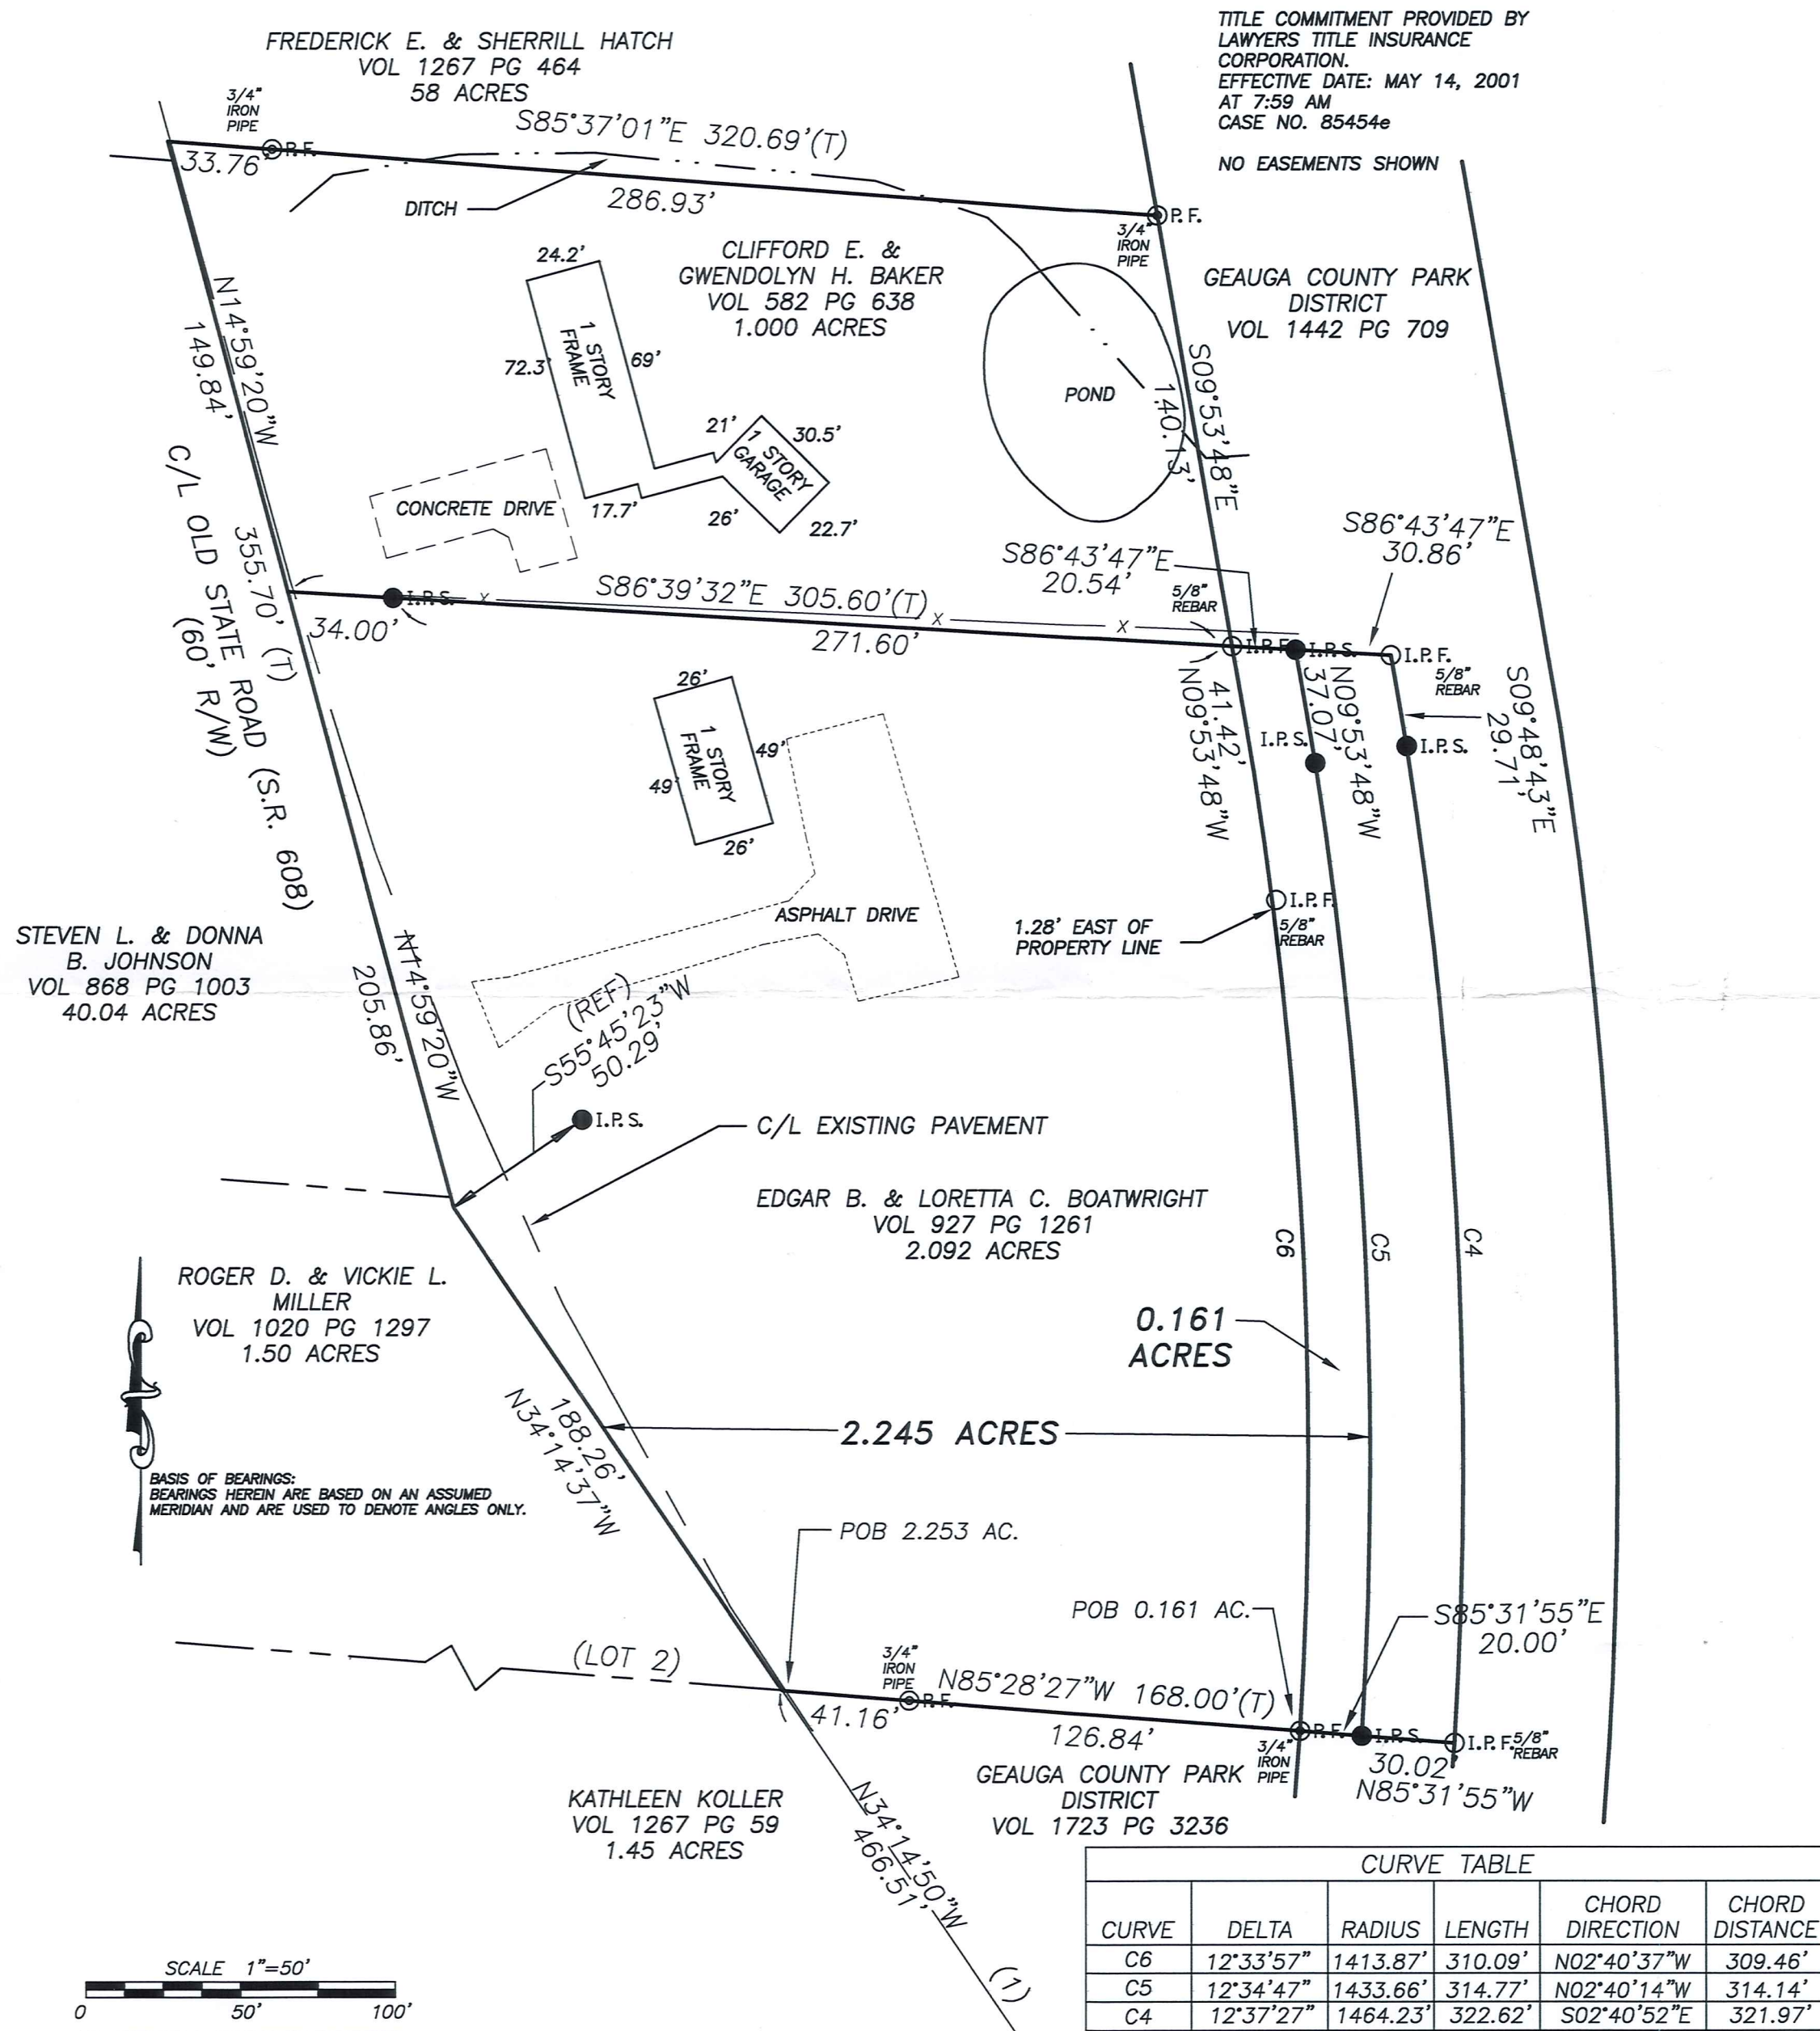 TITLE COMMITMENT PROVIDED BY
LAWYERS TITLE INSURANCE
CORPORATION.
EFFECTIVE DATE: MAY 14, 2001
AT 7:59 AM
CASE NO. 85454e
NO EASEMENTS SHOWN
FREDERICK E. & SHERRILL HATCH
VOL 1267 PG 464
58 ACRES
3/4"
IRON
PIPE
P.F.
S85°37'01"E 320.69'(T)
33.76'
286.93'
DITCH
P.F.
3/4"
IRON
PIPE
CLIFFORD E. &
GWENDOLYN H. BAKER
VOL 582 PG 638
1.000 ACRES
GEAUGA COUNTY PARK
DISTRICT
VOL 1442 PG 709
24.2'
1 STORY
FRAME
72.3'
69'
21'
30.5'
1 STORY
GARAGE
17.7'
26'
22.7'
CONCRETE DRIVE
POND
S09°53'48"E
140.13'
N14°59'20"W
149.84'
C/L OLD STATE ROAD (S.R. 608)
(60' R/W)
355.70' (T)
S86°43'47"E
20.54'
S86°43'47"E
30.86'
5/8"
REBAR
I.P.S.
S86°39'32"E 305.60'(T)
X
X
X
34.00'
271.60'
I.P.F.
I.P.S.
I.P.F.
5/8"
REBAR
41.42'
N09°53'48"W
37.07'
N09°53'48"W
S09°48'43"E
29.71'
I.P.S.
I.P.S.
26'
1 STORY
FRAME
49'
49'
26'
I.P.F.
5/8"
REBAR
1.28' EAST OF
PROPERTY LINE
ASPHALT DRIVE
STEVEN L. & DONNA
B. JOHNSON
VOL 868 PG 1003
40.04 ACRES
N14°59'20"W
205.86'
(REF)
S55°45'23"W
50.29'
I.P.S.
C/L EXISTING PAVEMENT
EDGAR B. & LORETTA C. BOATWRIGHT
VOL 927 PG 1261
2.092 ACRES
C6
C5
C4
ROGER D. & VICKIE L.
MILLER
VOL 1020 PG 1297
1.50 ACRES
0.161
ACRES
2.245 ACRES
188.26'
N34°14'37"W
BASIS OF BEARINGS:
BEARINGS HEREIN ARE BASED ON AN ASSUMED
MERIDIAN AND ARE USED TO DENOTE ANGLES ONLY.
POB 2.253 AC.
POB 0.161 AC.
S85°31'55"E
20.00'
(LOT 2)
3/4"
IRON
PIPE
P.F.
N85°28'27"W 168.00'(T)
41.16'
126.84'
P.F.
3/4"
IRON
PIPE
I.P.S.
I.P.F.
5/8"
REBAR
30.02
N85°31'55"W
GEAUGA COUNTY PARK
DISTRICT
VOL 1723 PG 3236
KATHLEEN KOLLER
VOL 1267 PG 59
1.45 ACRES
N34°14'50"W
466.51'
(1)
SCALE 1"=50'
0 50' 100'
CURVE TABLE
CURVE DELTA RADIUS LENGTH CHORD DIRECTION CHORD DISTANCE
C6 12°33'57" 1413.87' 310.09' N02°40'37"W 309.46'
C5 12°34'47" 1433.66' 314.77' N02°40'14"W 314.14'
C4 12°37'27" 1464.23' 322.62' S02°40'52"E 321.97'